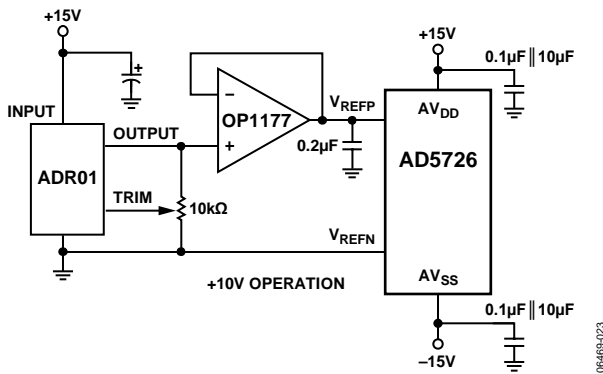 +15V
+
INPUT
ADR01
OUTPUT
TRIM
10kΩ
−
OP1177
+
VREFP
0.2µF
VREFN
+10V OPERATION
+15V
0.1µF || 10µF
AVDD
AD5726
AVSS
0.1µF || 10µF
–15V
06469-023